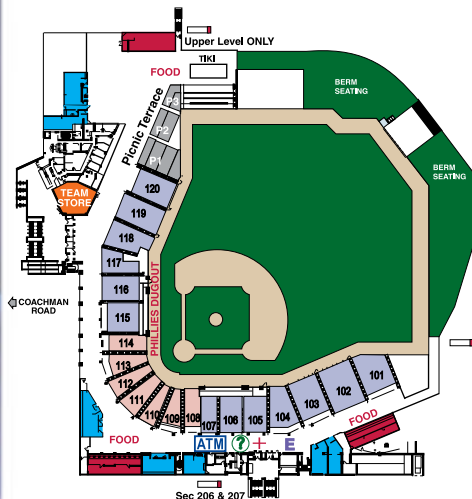 Upper Level ONLY
TIKI
FOOD
BERM
SEATING
P3
P2
P1
Picnic Terrace
BERM
SEATING
TEAM
STORE
120
119
118
117
116
115
114
113
112
111
110
109
108
107
106
105
104
103
102
101
PHILLIES DUGOUT
COACHMAN
ROAD
FOOD
FOOD
ATM
?
+
E
Sec 206 & 207